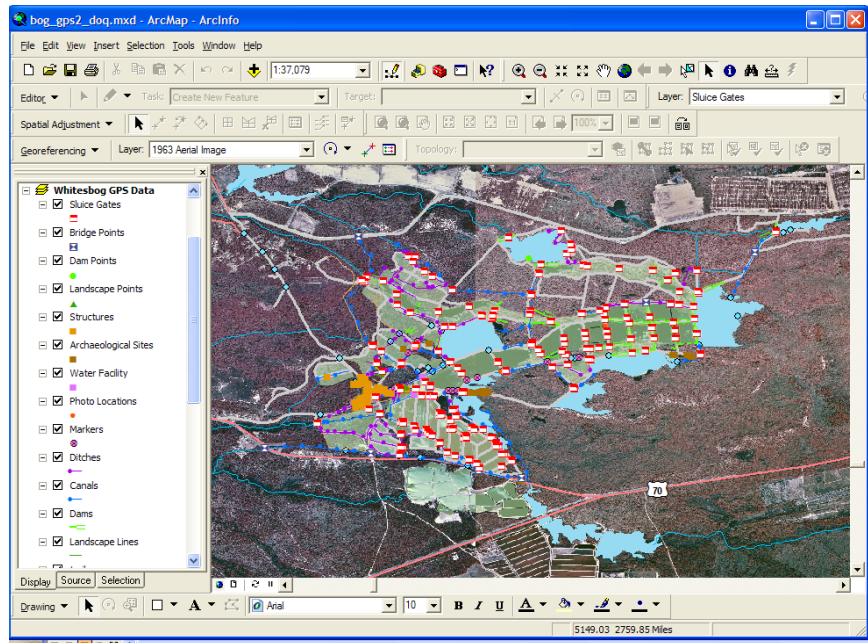 bog_gps2_doq.mxd - ArcMap - ArcInfo
File Edit View Insert Selection Tools Window Help
1:37,079
Editor Task: Create New Feature Target: Layer: Sluice Gates
Spatial Adjustment 100%
Georeferencing Layer: 1963 Aerial Image Topology:
Whitesbog GPS Data
Sluice Gates
Bridge Points
Dam Points
Landscape Points
Structures
Archaeological Sites
Water Facility
Photo Locations
Markers
Ditches
Canals
Dams
Landscape Lines
70
Display Source Selection
Drawing A Arial 10 B I U A
5149.03 2759.85 Miles